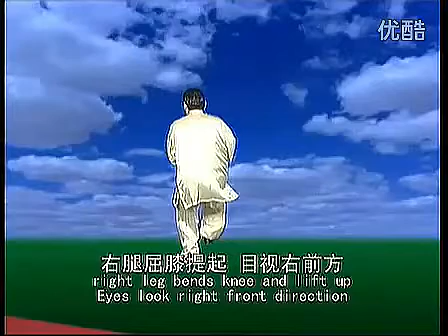 优酷
右腿屈膝提起 目视右前方
right leg bends knee and lift up
Eyes look right front direction